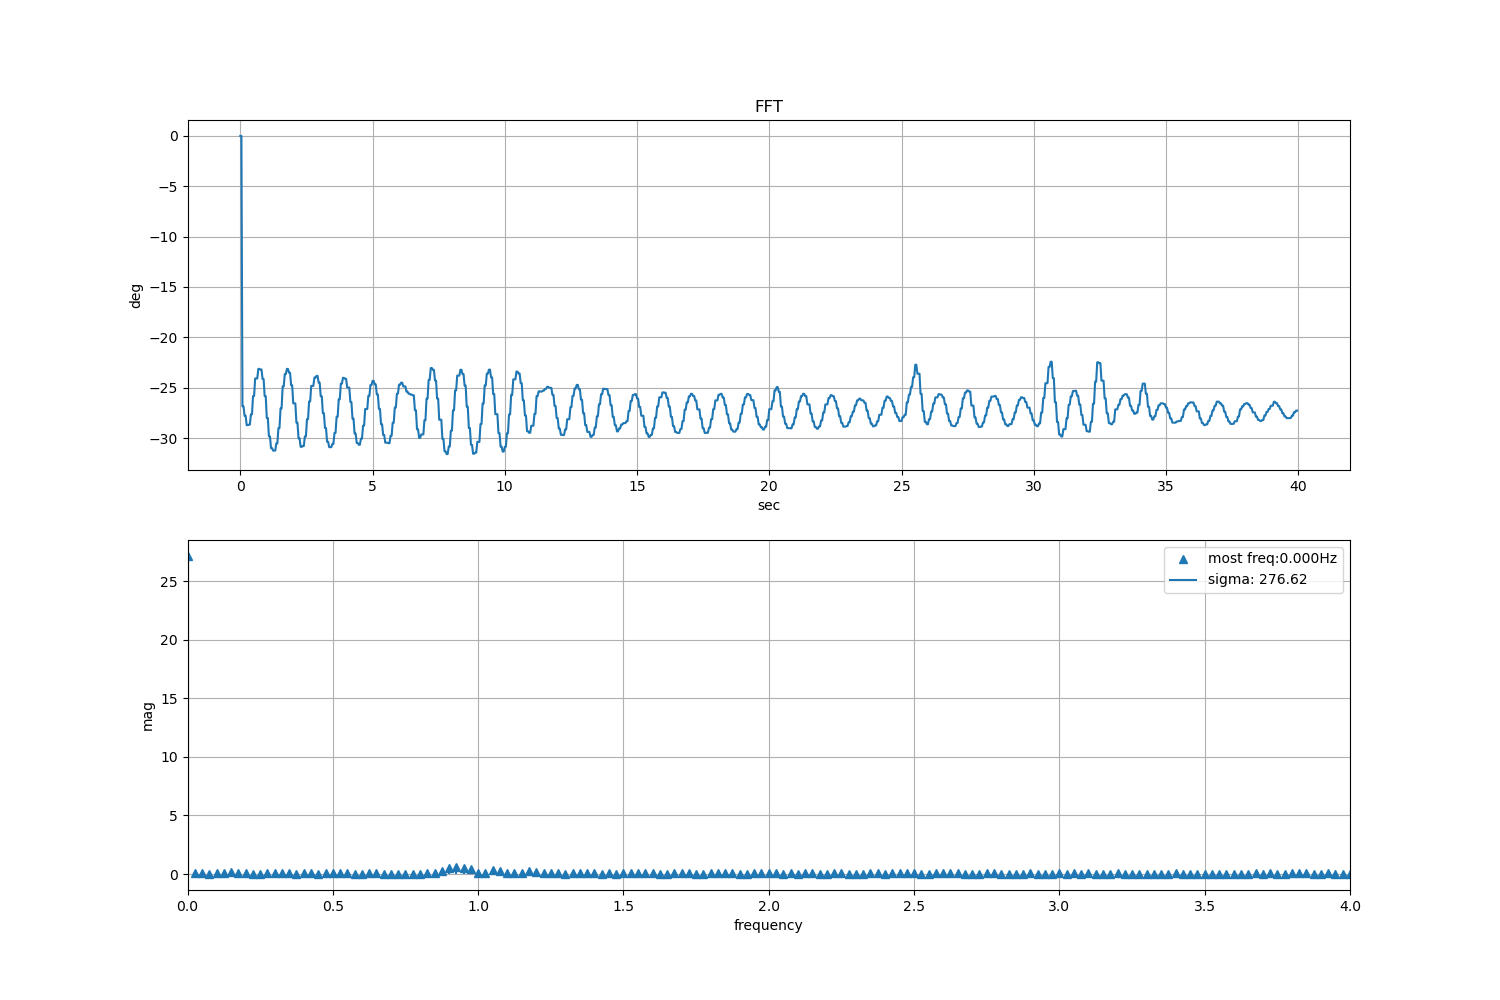 FFT
0
−5
−10
−15
−20
−25
−30
deg
0 5 10 15 20 25 30 35 40
sec
25
20
15
10
5
0
mag
most freq:0.000Hz
sigma: 276.62
0.0 0.5 1.0 1.5 2.0 2.5 3.0 3.5 4.0
frequency